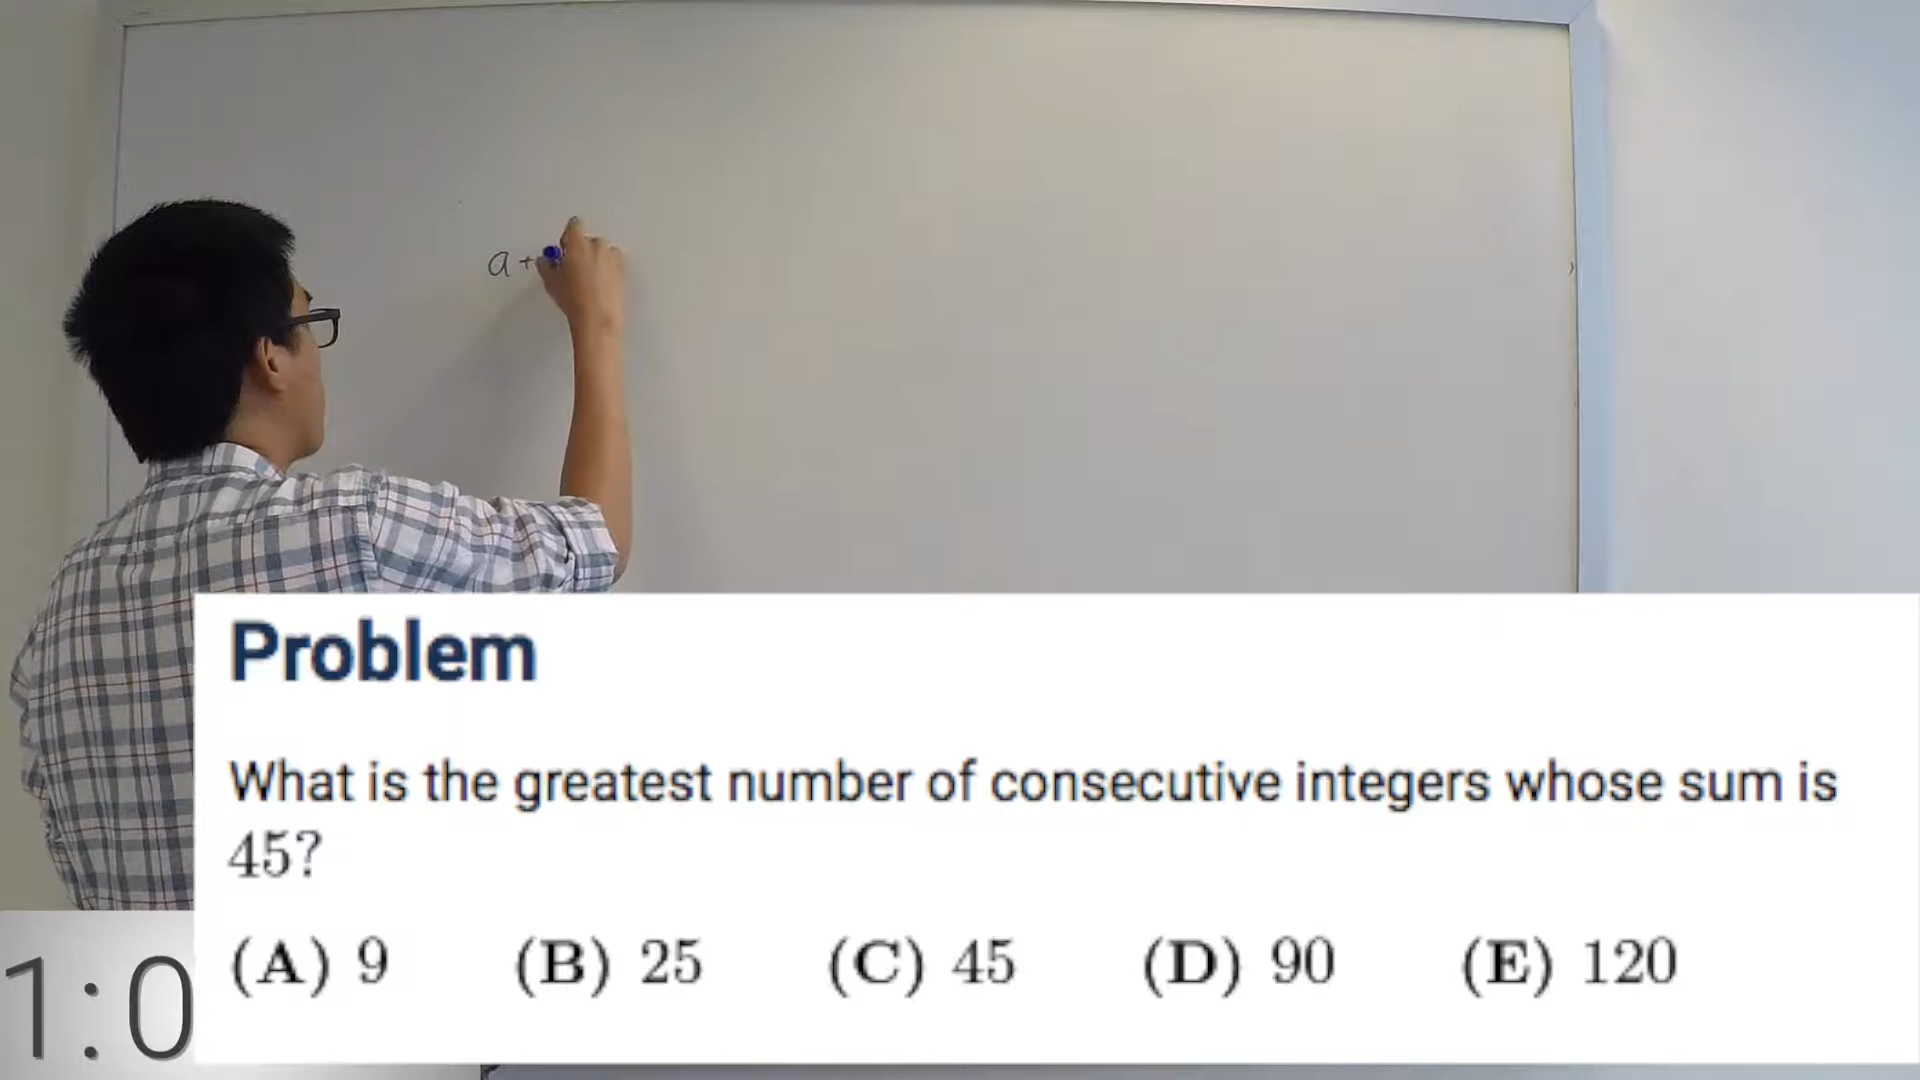 a +
Problem
What is the greatest number of consecutive integers whose sum is
45?
(A) 9 (B) 25 (C) 45 (D) 90 (E) 120
1:0